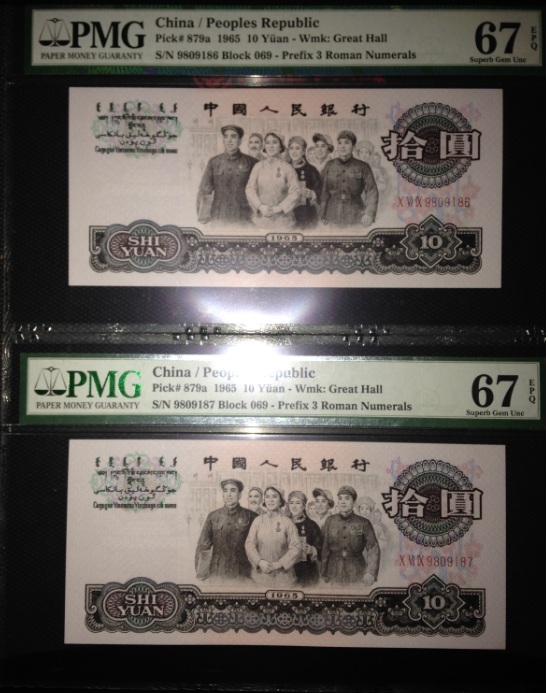 PMG
PAPER MONEY GUARANTY
China / Peoples Republic
Pick# 879a 1965 10 Yüan - Wmk: Great Hall
S/N 9809186 Block 069 - Prefix 3 Roman Numerals
67 EPQ
Superb Gem Unc
中國人民銀行
拾圓
X VI IX 9809186
1965
SHI
YUAN
10
PMG
PAPER MONEY GUARANTY
China / Peoples Republic
Pick# 879a 1965 10 Yüan - Wmk: Great Hall
S/N 9809187 Block 069 - Prefix 3 Roman Numerals
67 EPQ
Superb Gem Unc
中國人民銀行
拾圓
X VI IX 9809187
1965
SHI
YUAN
10